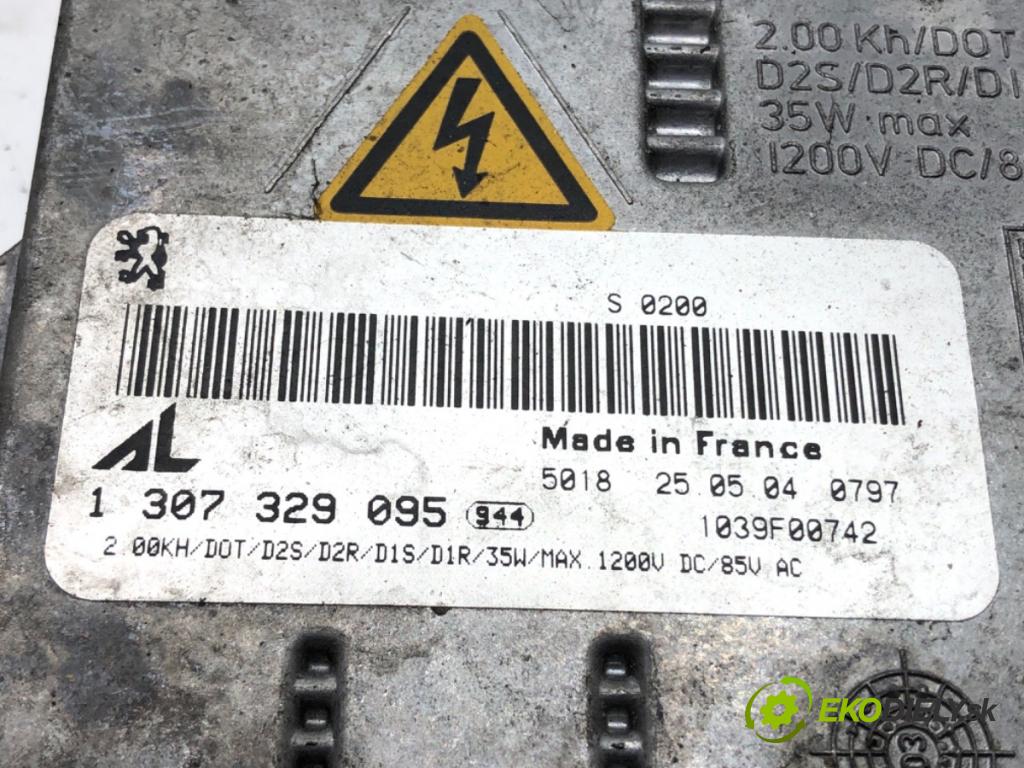 2.00 KH/DOT
D2S/D2R/D1
35W max
1200V DC/8
S 0200
AL
Made in France
5018 25.05.04 0797
1 307 329 095 944
1039F00742
2.00KH/DOT/D2S/D2R/D1S/D1R/35W/MAX.1200V DC/85V AC
EKODIELY.sk
03